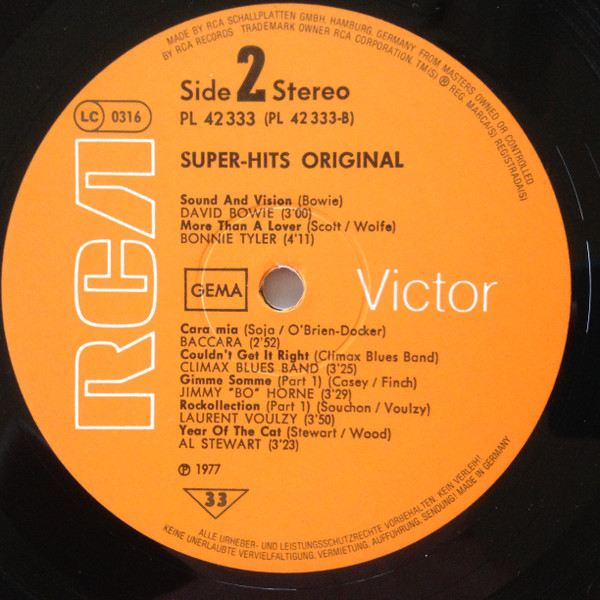 MADE BY RCA SCHALLPLATTEN GMBH, HAMBURG, GERMANY FROM MASTERS OWNED OR CONTROLLED
BY RCA RECORDS TRADEMARK OWNER RCA CORPORATION. TM(S) ® REG. MARCA(S) REGISTRADA(S)
Side 2 Stereo
PL 42 333 (PL 42 333-B)
LC 0316
SUPER-HITS ORIGINAL
RCA
Sound And Vision (Bowie)
DAVID BOWIE (3'00)
More Than A Lover (Scott / Wolfe)
BONNIE TYLER (4'11)
GEMA
Victor
Cara mia (Soja / O'Brien-Docker)
BACCARA (2'52)
Couldn't Get It Right (Climax Blues Band)
CLIMAX BLUES BAND (3'25)
Gimme Somme (Part 1) (Casey / Finch)
JIMMY "BO" HORNE (3'29)
Rockollection (Part 1) (Souchon / Voulzy)
LAURENT VOULZY (3'50)
Year Of The Cat (Stewart / Wood)
AL STEWART (3'23)
℗ 1977
33
ALLE URHEBER- UND LEISTUNGSSCHUTZRECHTE VORBEHALTEN. KEIN VERLEIH!
KEINE UNERLAUBTE VERVIELFÄLTIGUNG, VERMIETUNG, AUFFÜHRUNG, SENDUNG! MADE IN GERMANY